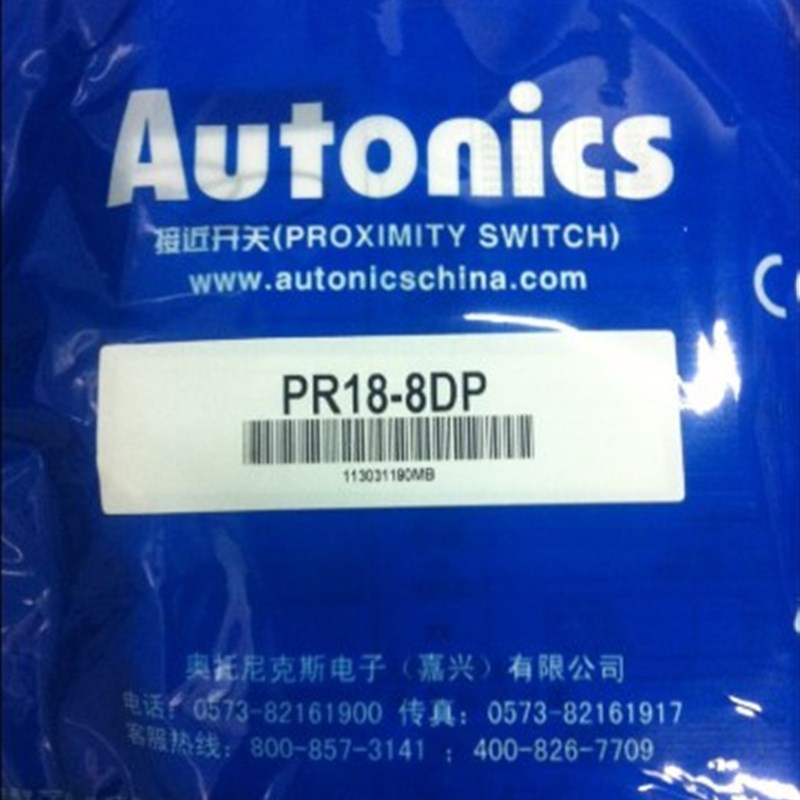 Autonics
接近开关(PROXIMITY SWITCH)
www.autonicschina.com
PR18-8DP
113031190MB
奥托尼克斯电子（嘉兴）有限公司
电话：0573-82161900 传真：0573-82161917
客服热线：800-857-3141；400-826-7709